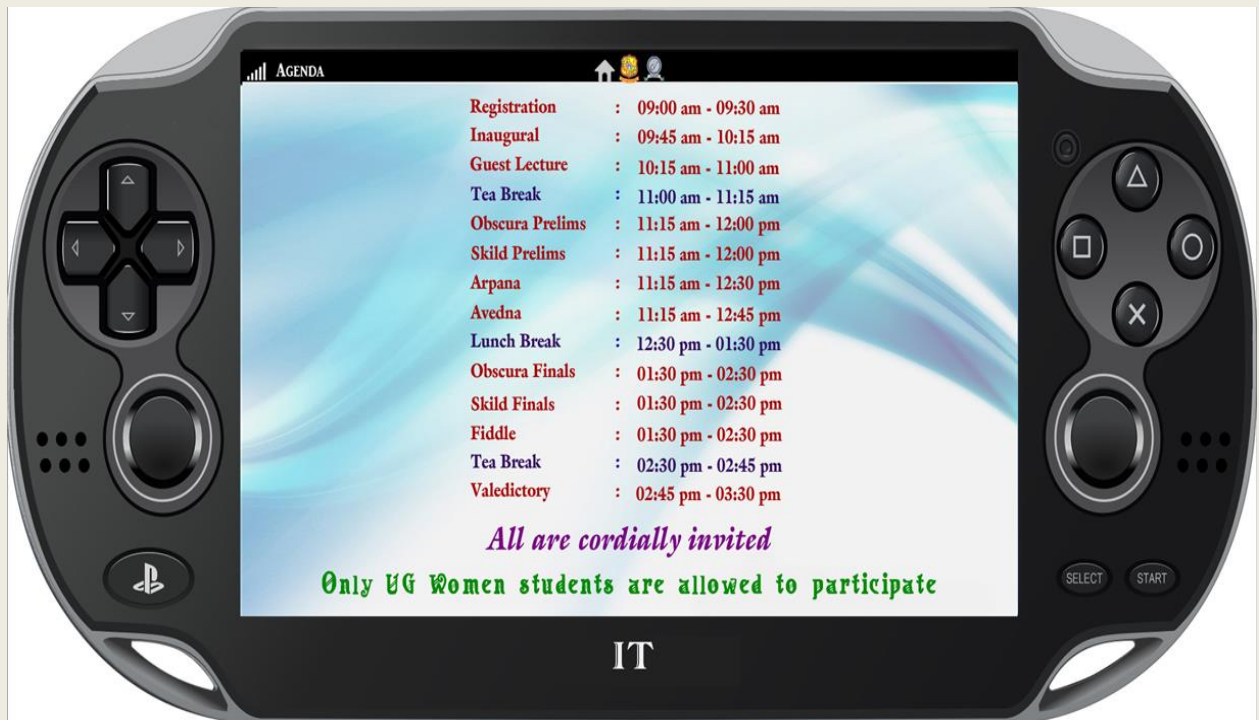 Agenda
Registration : 09:00 am - 09:30 am
Inaugural : 09:45 am - 10:15 am
Guest Lecture : 10:15 am - 11:00 am
Tea Break : 11:00 am - 11:15 am
Obscura Prelims : 11:15 am - 12:00 pm
Skild Prelims : 11:15 am - 12:00 pm
Arpana : 11:15 am - 12:30 pm
Avedna : 11:15 am - 12:45 pm
Lunch Break : 12:30 pm - 01:30 pm
Obscura Finals : 01:30 pm - 02:30 pm
Skild Finals : 01:30 pm - 02:30 pm
Fiddle : 01:30 pm - 02:30 pm
Tea Break : 02:30 pm - 02:45 pm
Valedictory : 02:45 pm - 03:30 pm
All are cordially invited
Only UG Women students are allowed to participate
SELECT START
IT